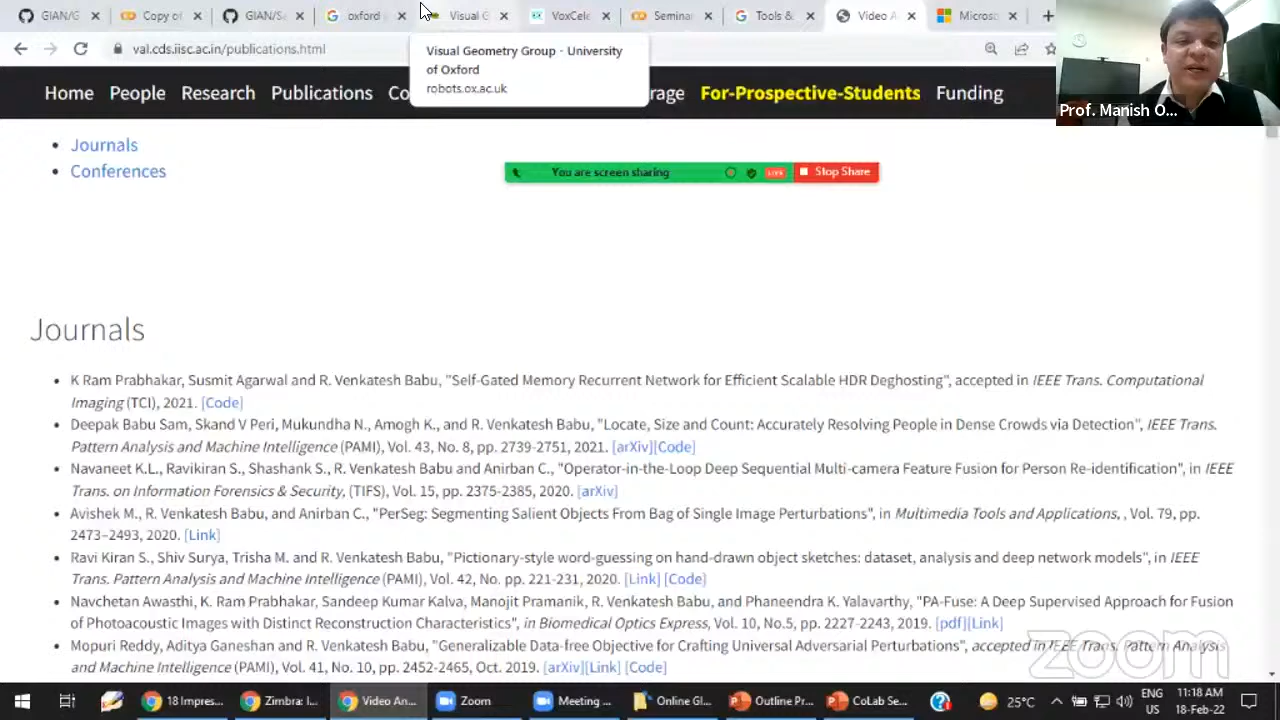 GIAN/G
Copy of
GIAN/S
oxford
Visual G
VoxCele
Seminar
Tools &
Video A
Micros
val.cds.iisc.ac.in/publications.html
Visual Geometry Group - University
of Oxford
robots.ox.ac.uk
Home People Research Publications Co rage For-Prospective-Students Funding
Prof. Manish O...
Journals
Conferences
You are screen sharing
LIVE
Stop Share
Journals
K Ram Prabhakar, Susmit Agarwal and R. Venkatesh Babu, "Self-Gated Memory Recurrent Network for Efficient Scalable HDR Deghosting", accepted in IEEE Trans. Computational
Imaging (TCI), 2021. [Code]
Deepak Babu Sam, Skand V Peri, Mukundha N., Amogh K., and R. Venkatesh Babu, "Locate, Size and Count: Accurately Resolving People in Dense Crowds via Detection", IEEE Trans.
Pattern Analysis and Machine Intelligence (PAMI), Vol. 43, No. 8, pp. 2739-2751, 2021. [arXiv][Code]
Navaneet K.L., Ravikiran S., Shashank S., R. Venkatesh Babu and Anirban C., "Operator-in-the-Loop Deep Sequential Multi-camera Feature Fusion for Person Re-identification", in IEEE
Trans. on Information Forensics & Security, (TIFS), Vol. 15, pp. 2375-2385, 2020. [arXiv]
Avishek M., R. Venkatesh Babu, and Anirban C., "PerSeg: Segmenting Salient Objects From Bag of Single Image Perturbations", in Multimedia Tools and Applications, , Vol. 79, pp.
2473–2493, 2020. [Link]
Ravi Kiran S., Shiv Surya, Trisha M. and R. Venkatesh Babu, "Pictionary-style word-guessing on hand-drawn object sketches: dataset, analysis and deep network models", in IEEE
Trans. Pattern Analysis and Machine Intelligence (PAMI), Vol. 42, No. pp. 221-231, 2020. [Link] [Code]
Navchetan Awasthi, K. Ram Prabhakar, Sandeep Kumar Kalva, Manojit Pramanik, R. Venkatesh Babu, and Phaneendra K. Yalavarthy, "PA-Fuse: A Deep Supervised Approach for Fusion
of Photoacoustic Images with Distinct Reconstruction Characteristics", in Biomedical Optics Express, Vol. 10, No.5, pp. 2227-2243, 2019. [pdf][Link]
Mopuri Reddy, Aditya Ganeshan and R. Venkatesh Babu, "Generalizable Data-free Objective for Crafting Universal Adversarial Perturbations", accepted in IEEE Trans. Pattern Analysis
and Machine Intelligence (PAMI), Vol. 41, No. 10, pp. 2452-2465, Oct. 2019. [arXiv][Link] [Code]
zoom
18 Impres...
Zimbra: I...
Video An...
Zoom
Meeting ...
Online Gl...
Outline Pr...
CoLab Se...
25°C
ENG
US
11:18 AM
18-Feb-22